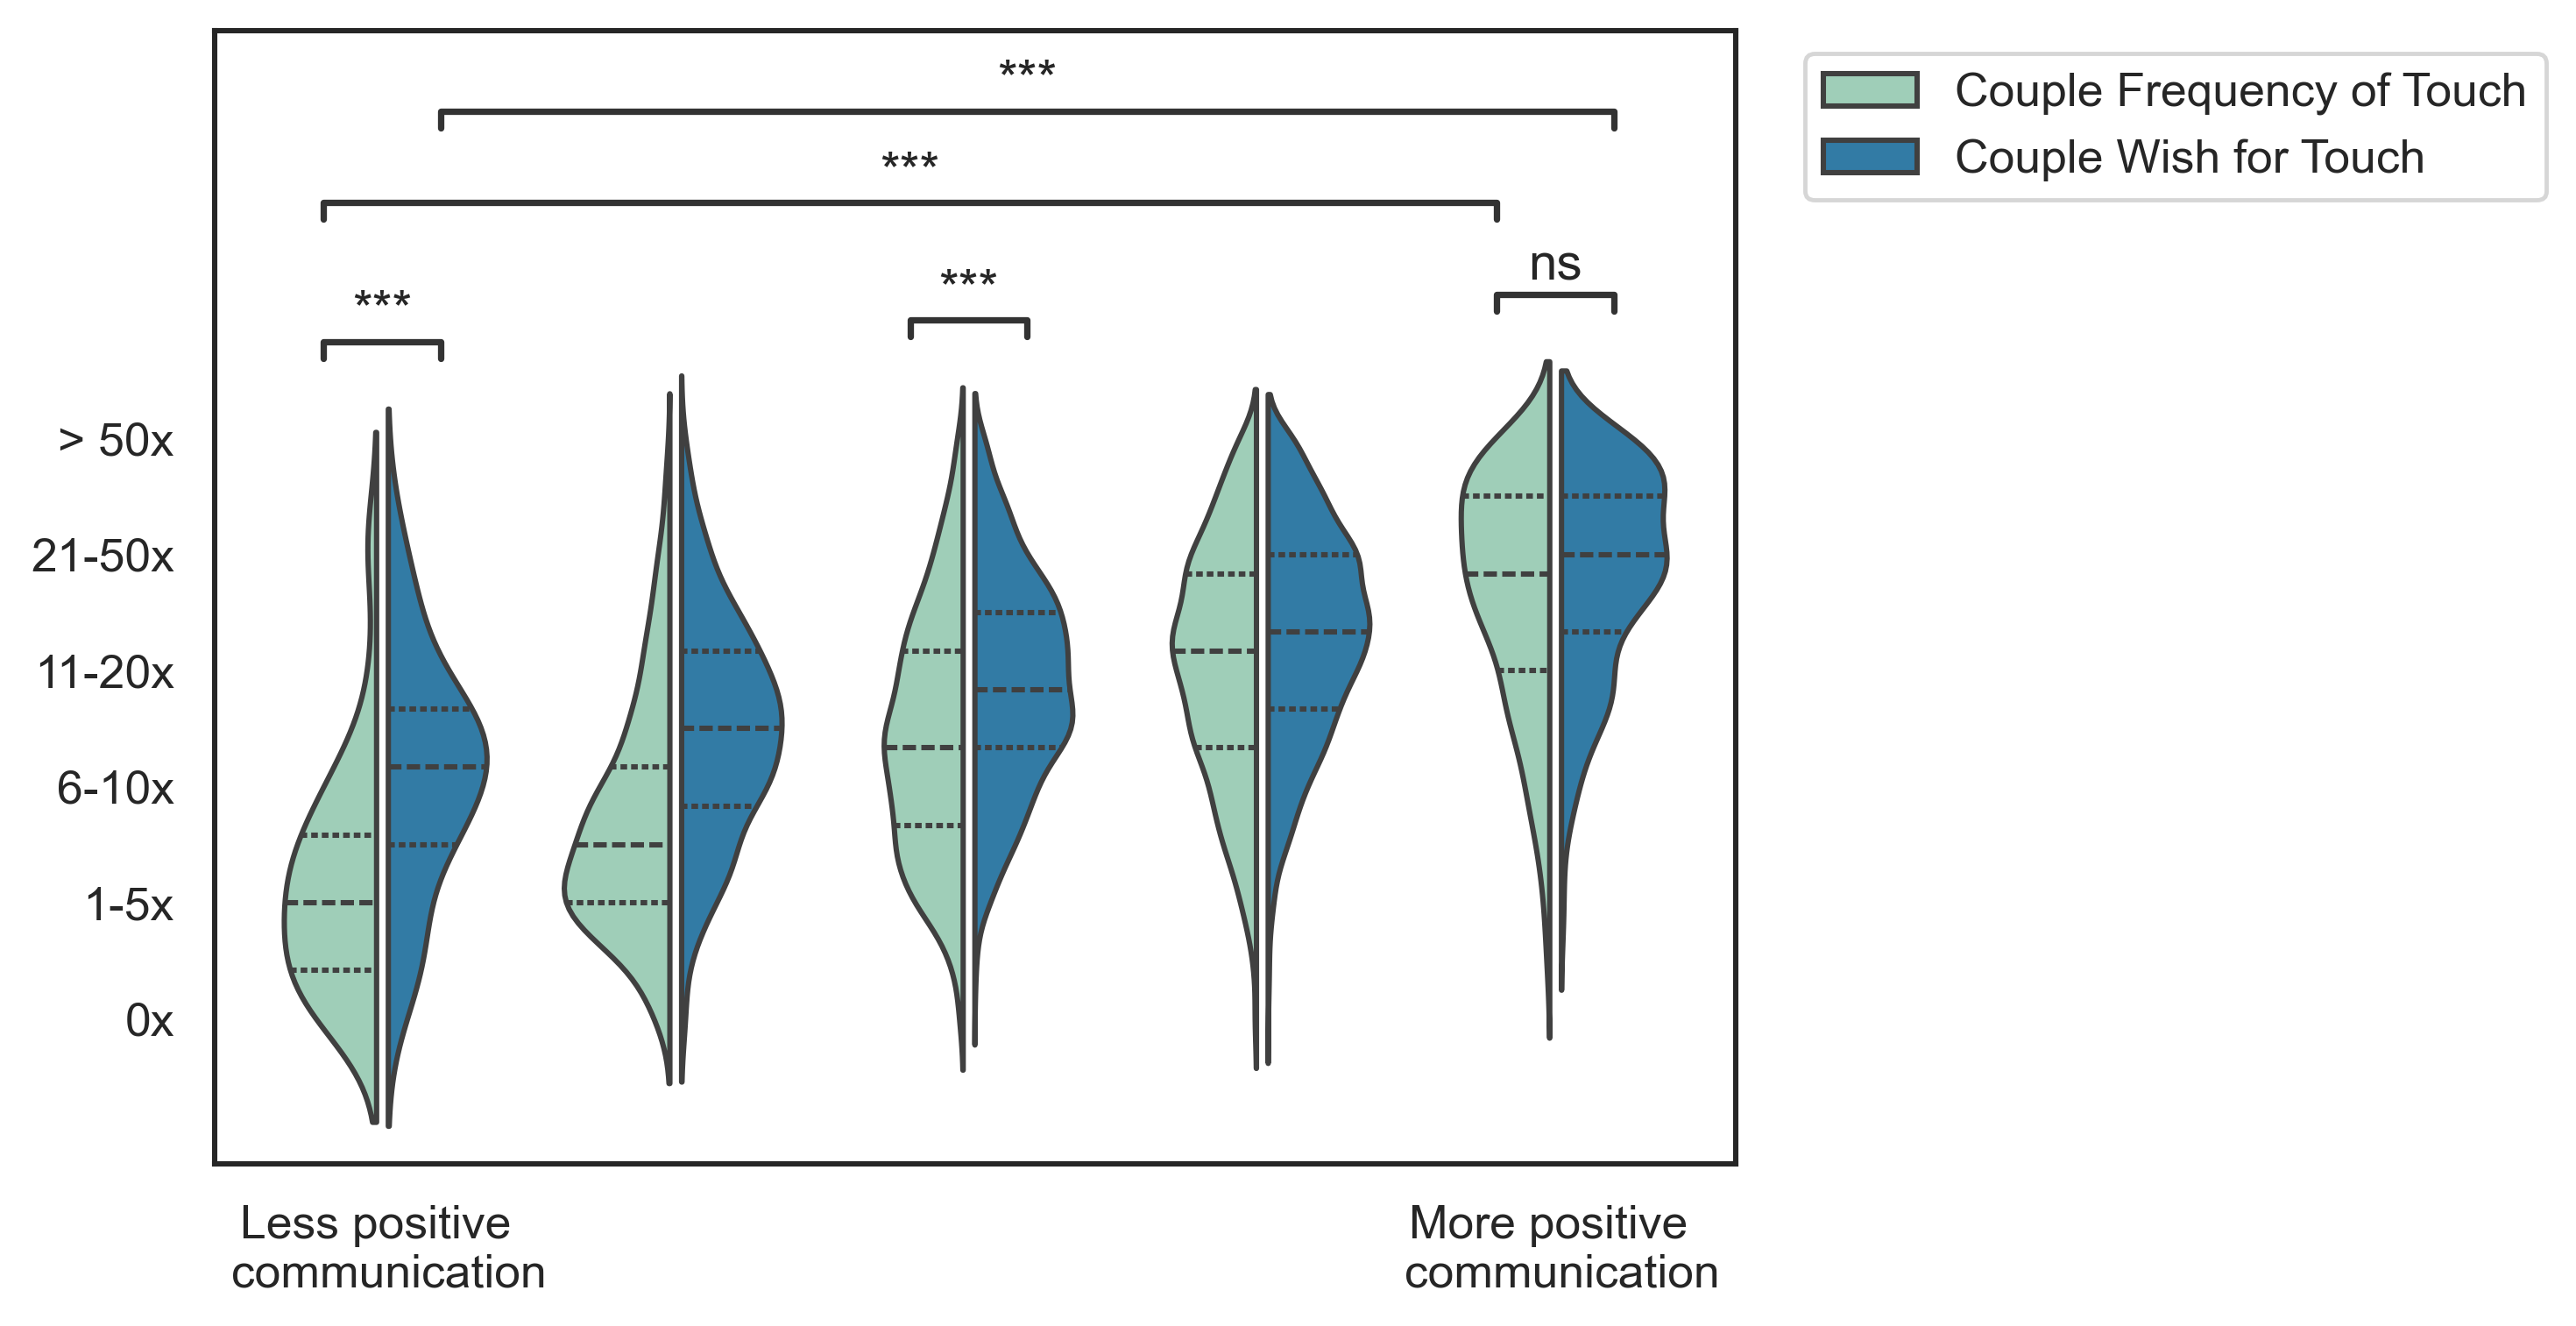 ***
***
ns
***
***
> 50x
21-50x
11-20x
6-10x
1-5x
0x
Less positive
communication
More positive
communication
Couple Frequency of Touch
Couple Wish for Touch